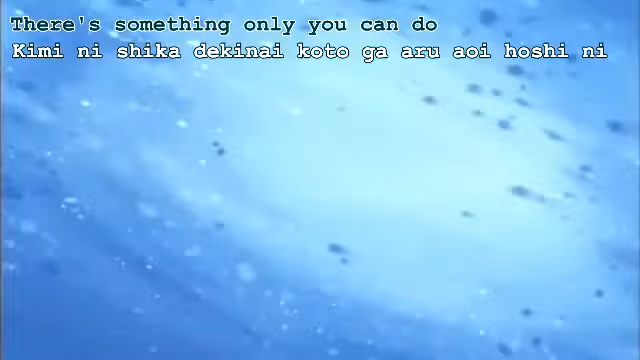 There's something only you can do
Kimi ni shika dekinai koto ga aru aoi hoshi ni